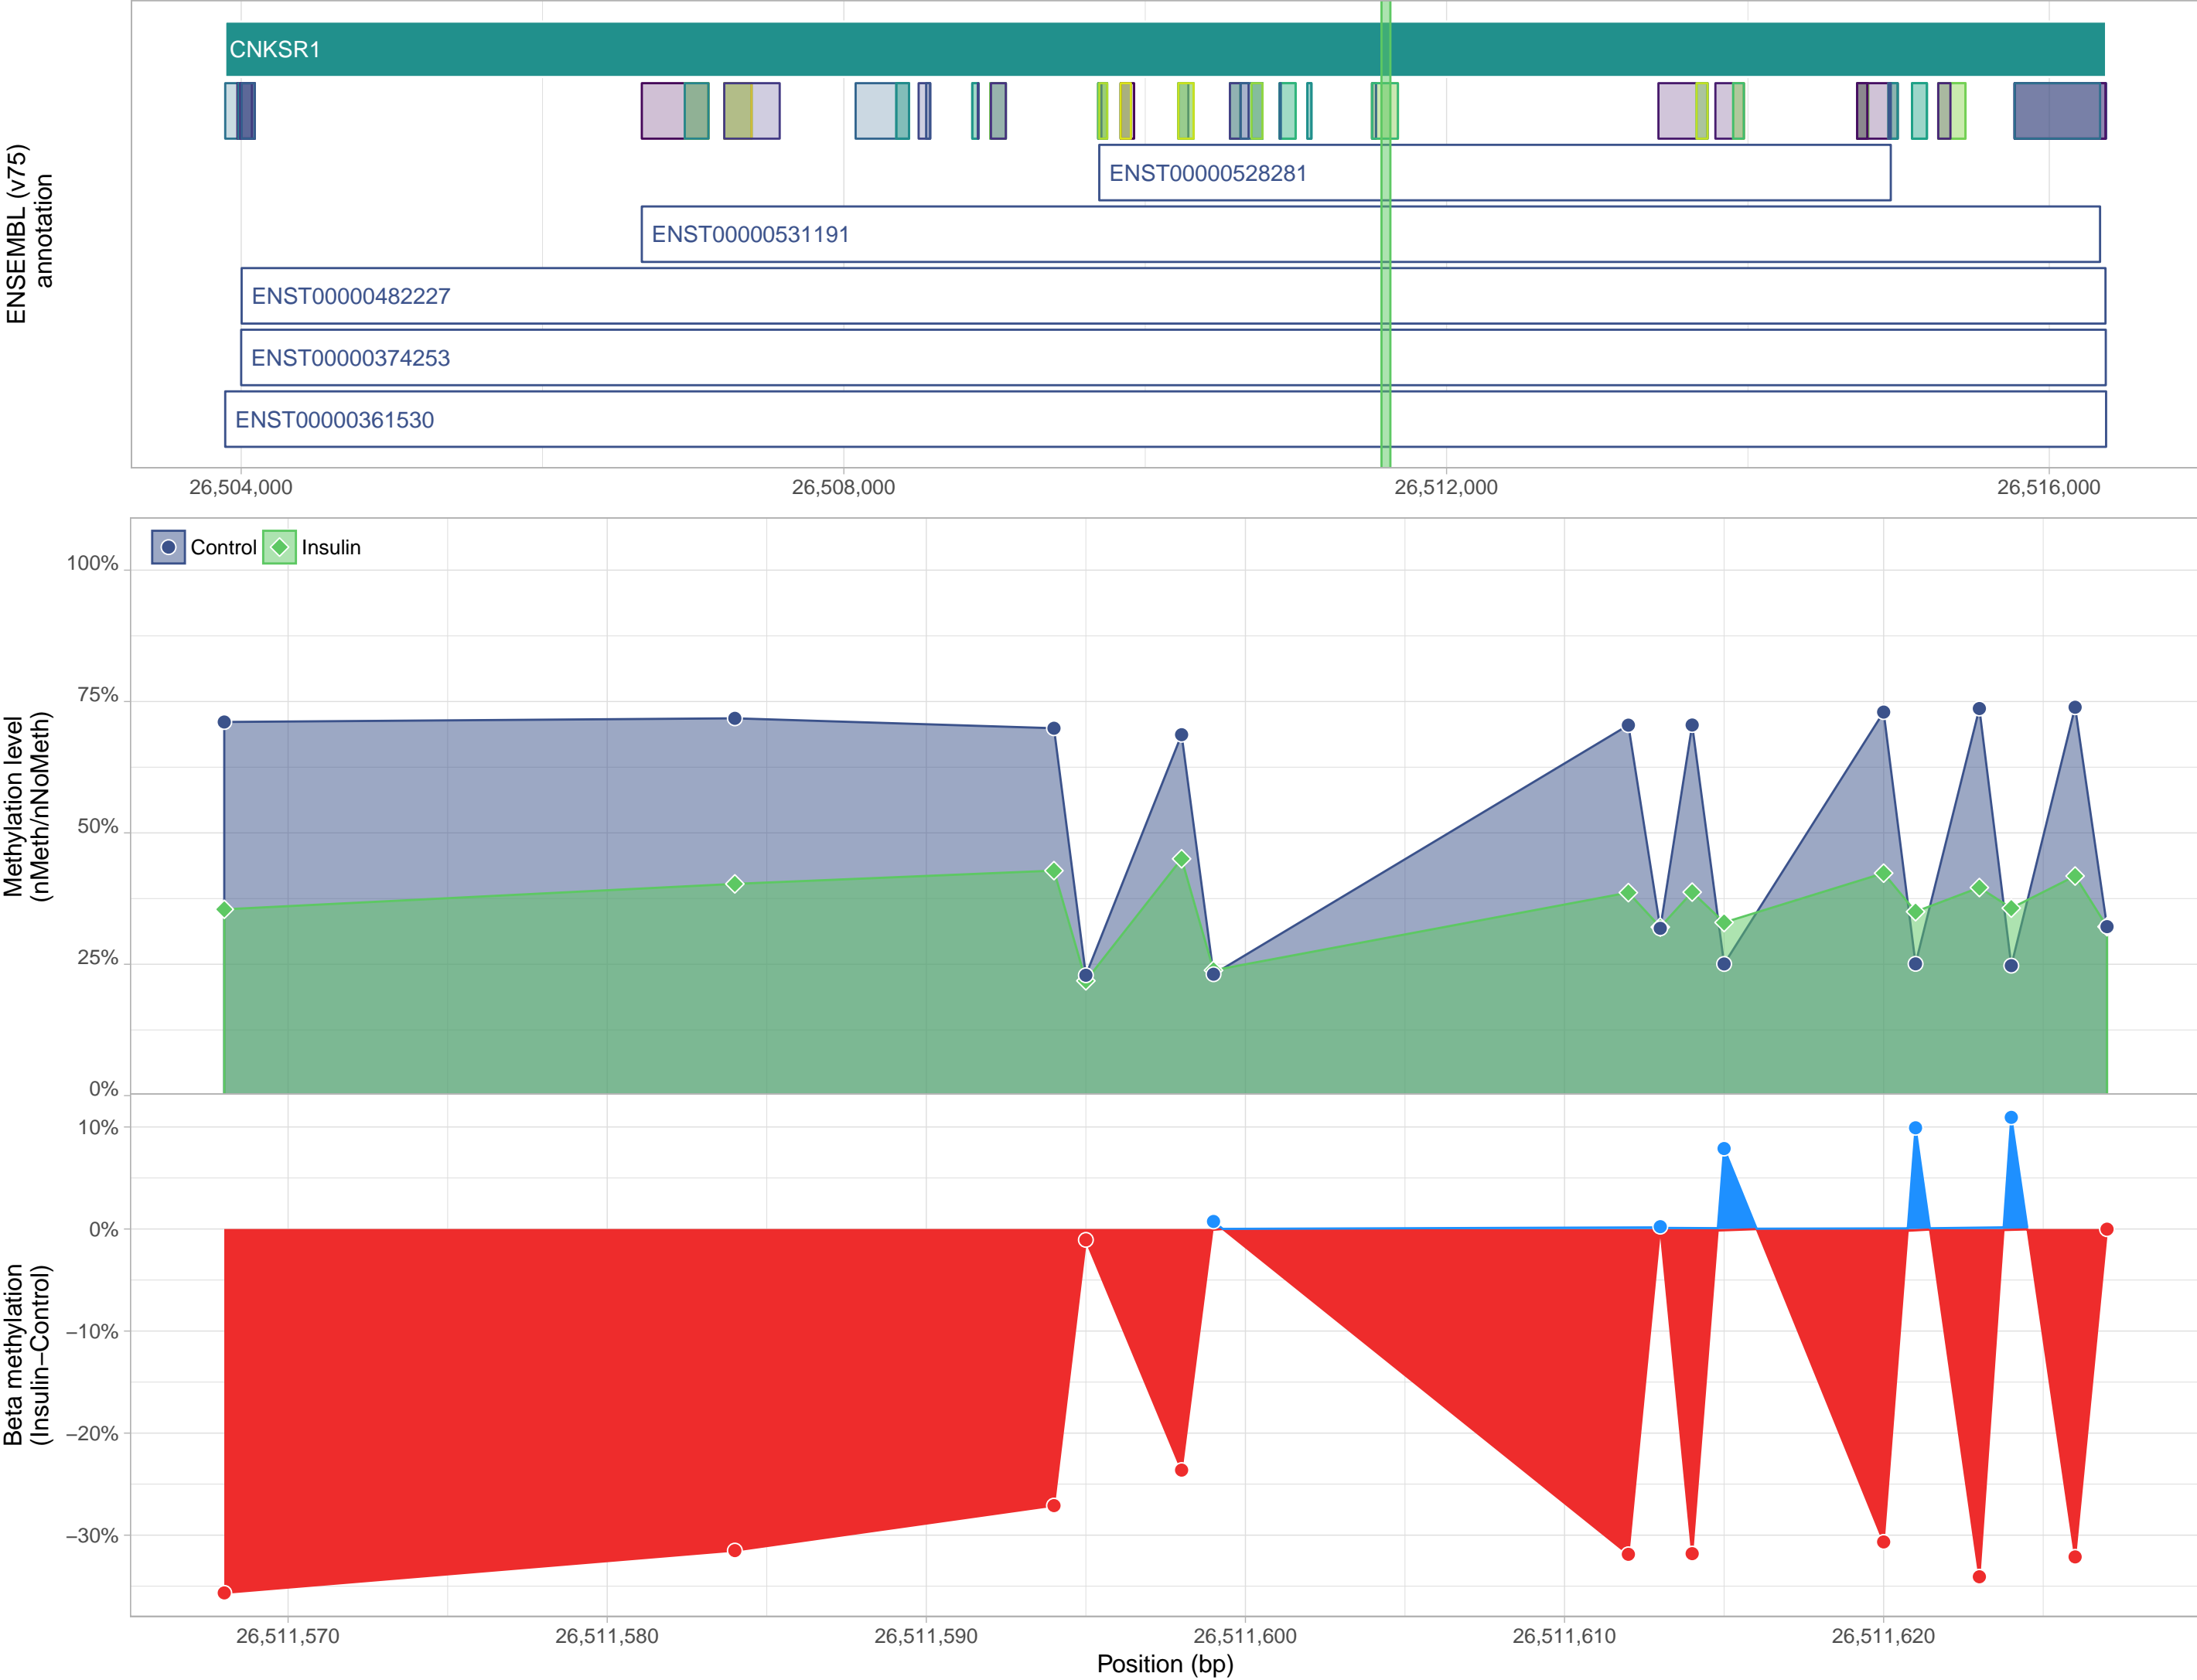 CNKSR1
ENST00000528281
ENST00000531191
ENST00000482227
ENST00000374253
ENST00000361530
ENSEMBL (v75)
annotation
26,504,000 26,508,000 26,512,000 26,516,000
Control Insulin
100%
75%
50%
25%
0%
Methylation level
(nMeth/nNoMeth)
10%
0%
−10%
−20%
−30%
Beta methylation
(Insulin−Control)
26,511,570 26,511,580 26,511,590 26,511,600 26,511,610 26,511,620
Position (bp)